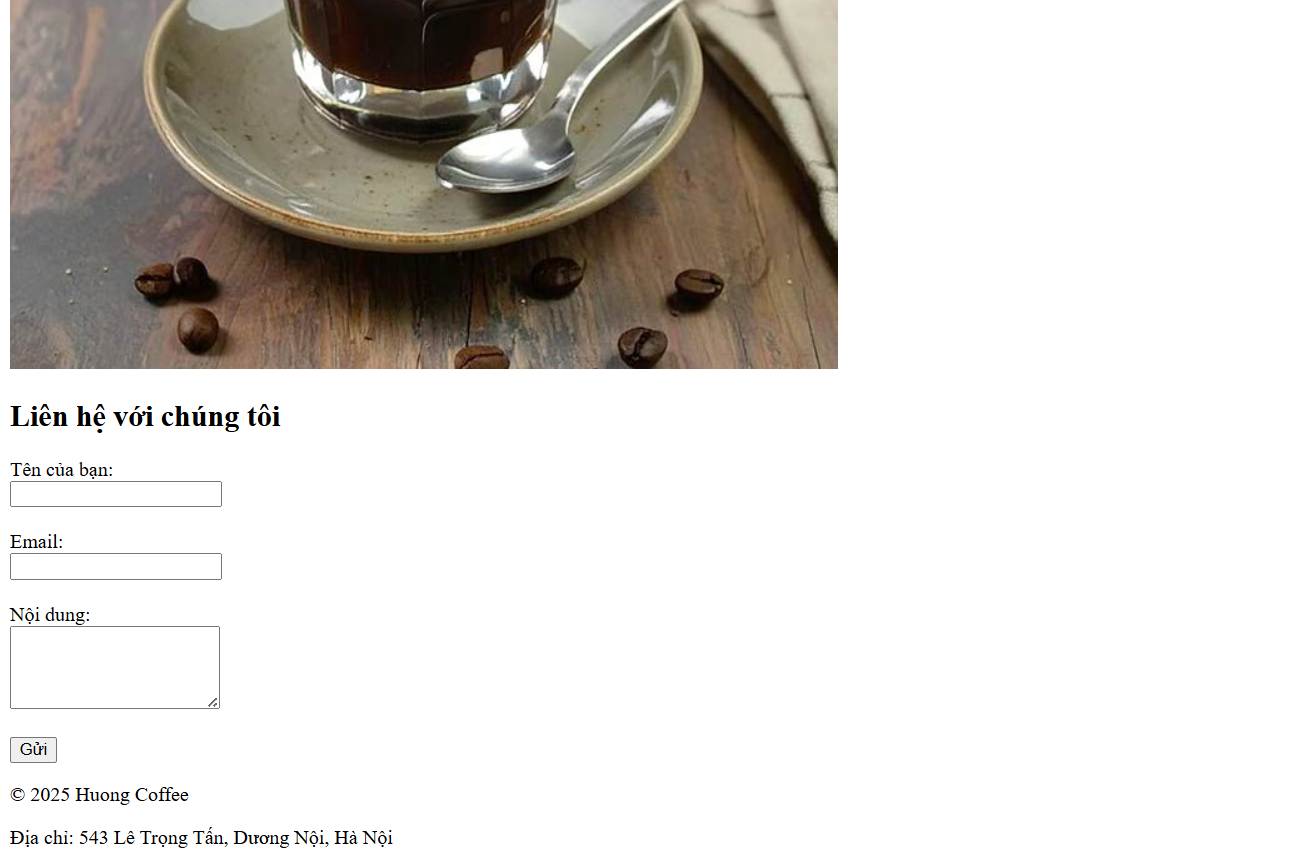 Liên hệ với chúng tôi
Tên của bạn:
Email:
Nội dung:
Gửi
© 2025 Huong Coffee
Địa chỉ: 543 Lê Trọng Tấn, Dương Nội, Hà Nội